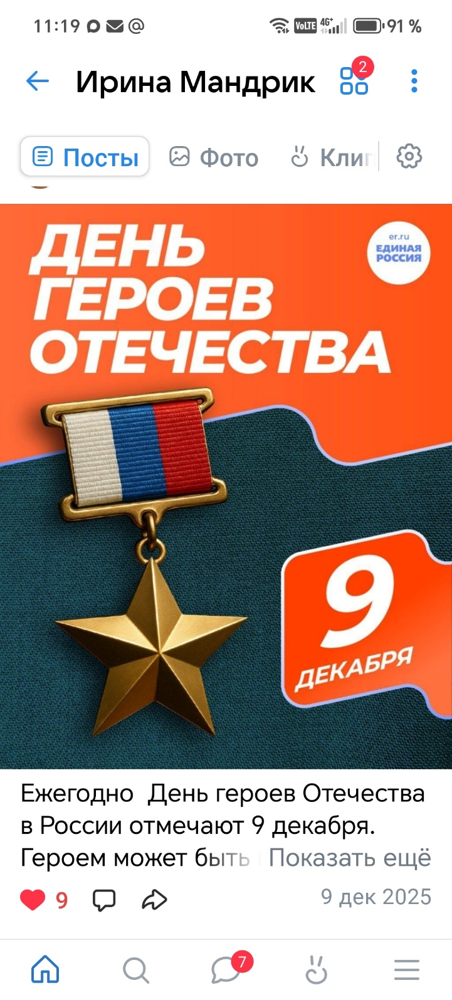 11:19 @ VoLTE 4G+ 91 %
Ирина Мандрик 2
Посты Фото Клип
ДЕНЬ
ГЕРОЕВ
ОТЕЧЕСТВА
er.ru
ЕДИНАЯ
РОССИЯ
9
ДЕКАБРЯ
Ежегодно День героев Отечества
в России отмечают 9 декабря.
Героем может быть Показать ещё
9 9 дек 2025
7